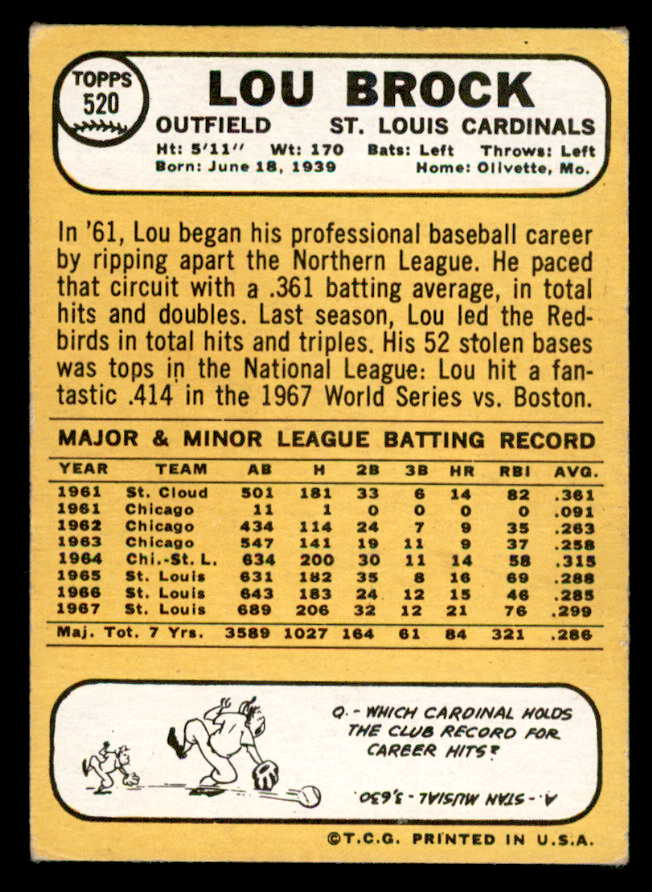 TOPPS
520
LOU BROCK
OUTFIELD ST. LOUIS CARDINALS
Ht: 5'11" Wt: 170 Bats: Left Throws: Left
Born: June 18, 1939 Home: Olivette, Mo.
In '61, Lou began his professional baseball career
by ripping apart the Northern League. He paced
that circuit with a .361 batting average, in total
hits and doubles. Last season, Lou led the Red-
birds in total hits and triples. His 52 stolen bases
was tops in the National League: Lou hit a fan-
tastic .414 in the 1967 World Series vs. Boston.
MAJOR & MINOR LEAGUE BATTING RECORD
YEAR TEAM AB H 2B 3B HR RBI AVG.
1961 St. Cloud 501 181 33 6 14 82 .361
1961 Chicago 11 1 0 0 0 0 .091
1962 Chicago 434 114 24 7 9 35 .263
1963 Chicago 547 141 19 11 9 37 .258
1964 Chi.-St. L. 634 200 30 11 14 58 .315
1965 St. Louis 631 182 35 8 16 69 .288
1966 St. Louis 643 183 24 12 15 46 .285
1967 St. Louis 689 206 32 12 21 76 .299
Maj. Tot. 7 Yrs. 3589 1027 164 61 84 321 .286
Q.- WHICH CARDINAL HOLDS
THE CLUB RECORD FOR
CAREER HITS?
A.- STAN MUSIAL - 3,630
©T.C.G. PRINTED IN U.S.A.